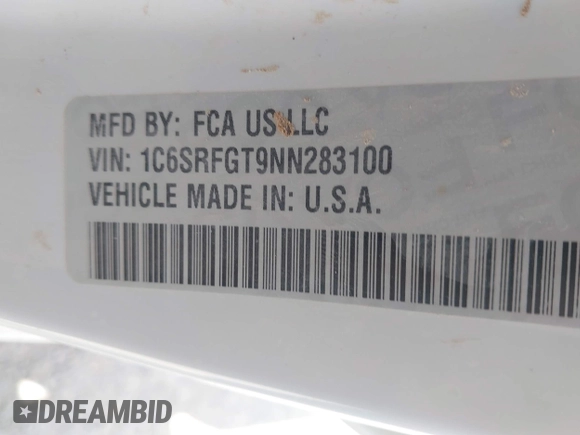 MFD BY: FCA US LLC
VIN: 1C6SRFGT9NN283100
VEHICLE MADE IN: U.S.A.
DREAMBID